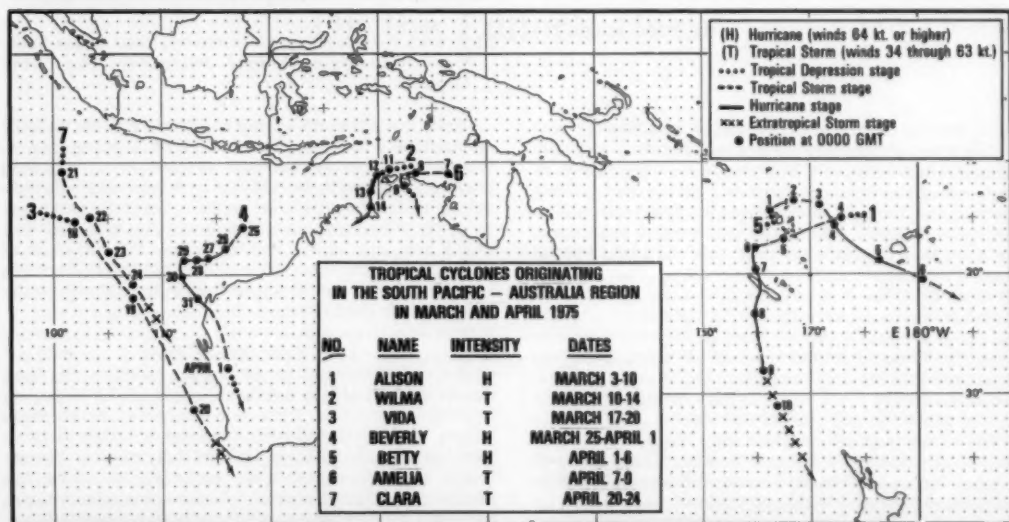 (H) Hurricane (winds 64 kt. or higher)
(T) Tropical Storm (winds 34 through 63 kt.)
Tropical Depression stage
Tropical Storm stage
Hurricane stage
Extratropical Storm stage
Position at 0000 GMT
7
21
3
18
22
23
24
19
20
4
25
26
27
28
29
30
31
APRIL 1
11
2
12
13
14
8
7
6
9
1
2
3
4
1
5
5
4
5
6
6
7
8
9
10
100°
110°
150°
170°
E 180°W
20°
30°
TROPICAL CYCLONES ORIGINATING
IN THE SOUTH PACIFIC – AUSTRALIA REGION
IN MARCH AND APRIL 1975
NO. NAME INTENSITY DATES
1 ALISON H MARCH 3-10
2 WILMA T MARCH 10-14
3 VIDA T MARCH 17-20
4 BEVERLY H MARCH 25-APRIL 1
5 BETTY H APRIL 1-6
6 AMELIA T APRIL 7-9
7 CLARA T APRIL 20-24